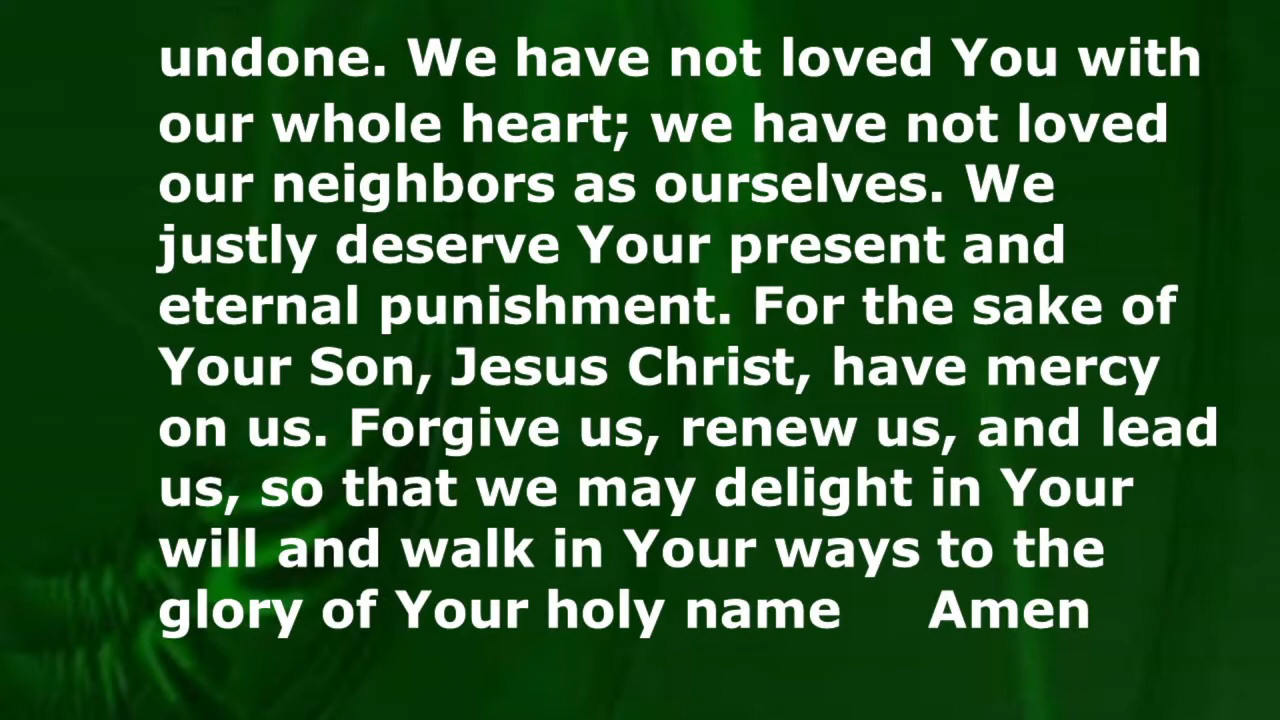 undone. We have not loved You with
our whole heart; we have not loved
our neighbors as ourselves. We
justly deserve Your present and
eternal punishment. For the sake of
Your Son, Jesus Christ, have mercy
on us. Forgive us, renew us, and lead
us, so that we may delight in Your
will and walk in Your ways to the
glory of Your holy name Amen